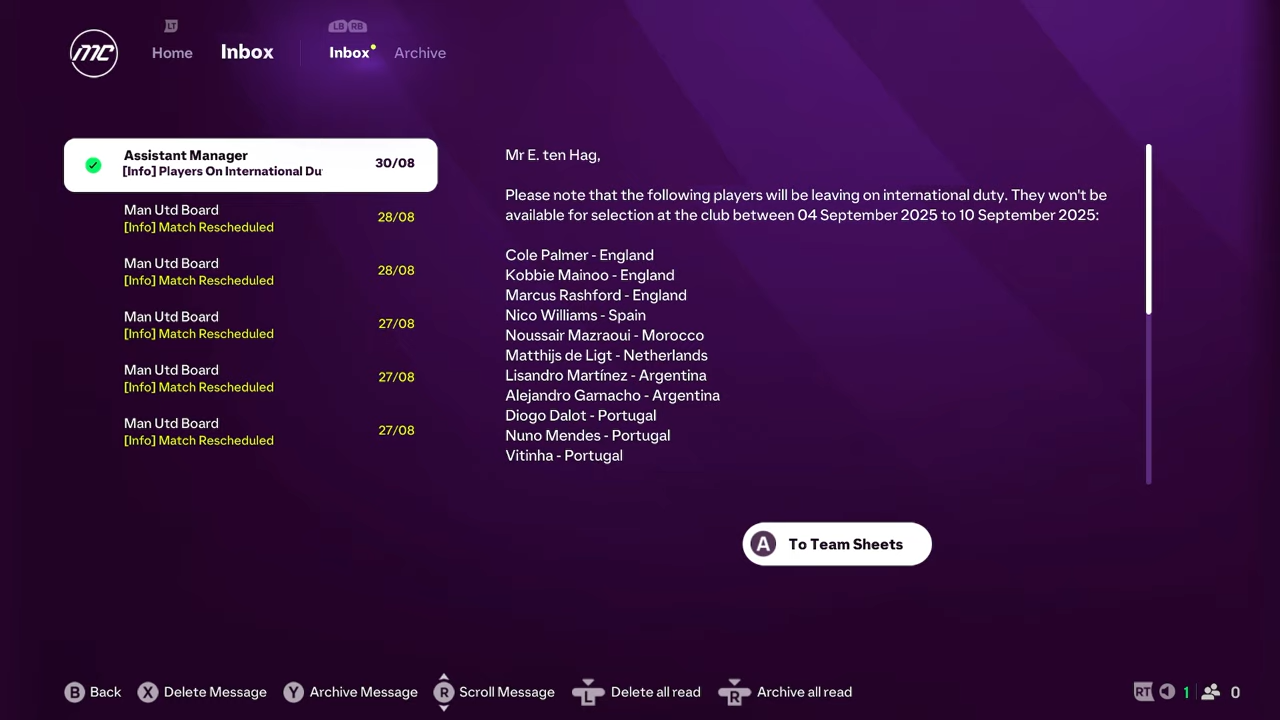 LT
LB RB
MC
Home
Inbox
Inbox
Archive
Assistant Manager
[Info] Players On International Du
30/08
Man Utd Board
[Info] Match Rescheduled
28/08
Man Utd Board
[Info] Match Rescheduled
28/08
Man Utd Board
[Info] Match Rescheduled
27/08
Man Utd Board
[Info] Match Rescheduled
27/08
Man Utd Board
[Info] Match Rescheduled
27/08
Mr E. ten Hag,
Please note that the following players will be leaving on international duty. They won't be
available for selection at the club between 04 September 2025 to 10 September 2025:
Cole Palmer - England
Kobbie Mainoo - England
Marcus Rashford - England
Nico Williams - Spain
Noussair Mazraoui - Morocco
Matthijs de Ligt - Netherlands
Lisandro Martínez - Argentina
Alejandro Garnacho - Argentina
Diogo Dalot - Portugal
Nuno Mendes - Portugal
Vitinha - Portugal
A To Team Sheets
B Back X Delete Message Y Archive Message R Scroll Message L Delete all read R Archive all read
RT 1 0